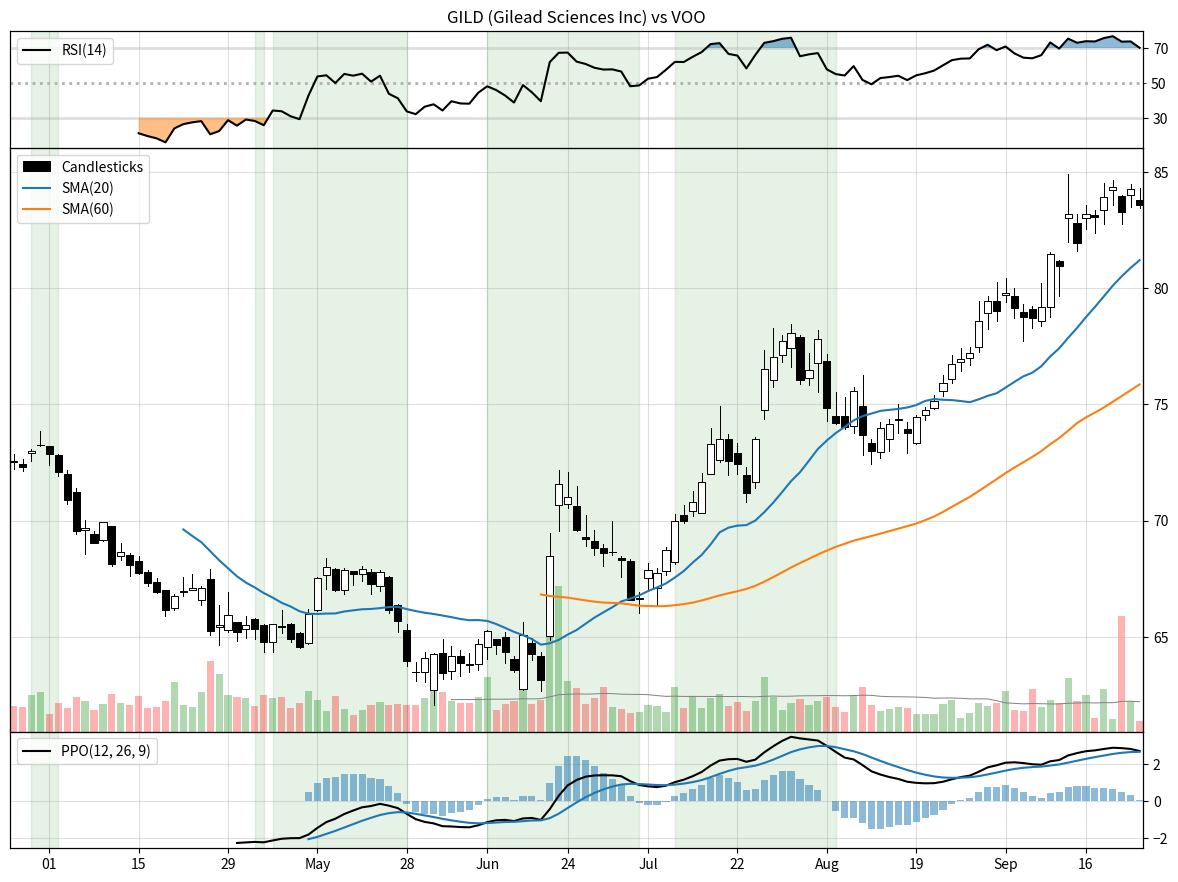 GILD (Gilead Sciences Inc) vs VOO
RSI(14)
70
50
30
Candlesticks
SMA(20)
SMA(60)
85
80
75
70
65
PPO(12, 26, 9)
2
0
−2
01 15 29 May 28 Jun 24 Jul 22 Aug 19 Sep 16